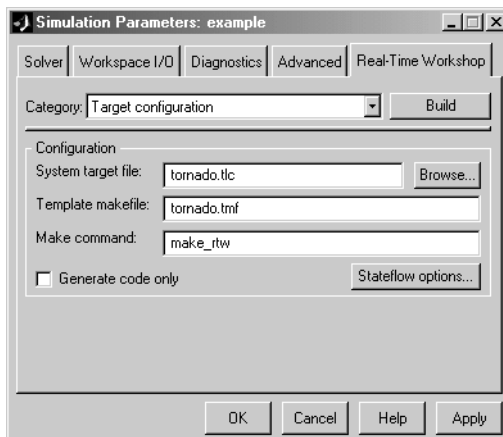 Simulation Parameters: example
Solver Workspace I/O Diagnostics Advanced Real-Time Workshop
Category: Target configuration Build
Configuration
System target file: tornado.tlc Browse...
Template makefile: tornado.tmf
Make command: make_rtw
Generate code only Stateflow options...
OK Cancel Help Apply